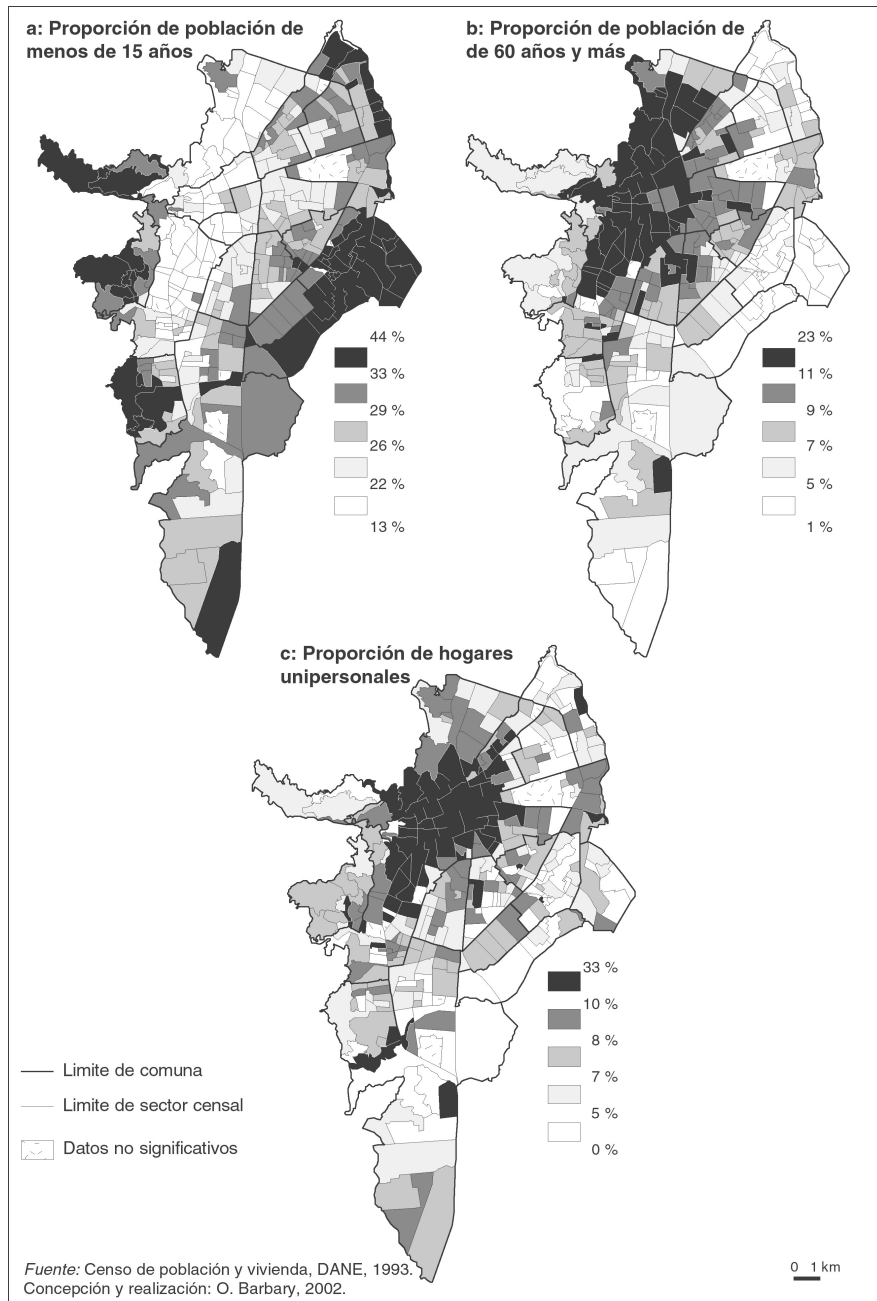 a: Proporción de población de
menos de 15 años
b: Proporción de población de
de 60 años y más
44 %
33 %
29 %
26 %
22 %
13 %
23 %
11 %
9 %
7 %
5 %
1 %
c: Proporción de hogares
unipersonales
33 %
10 %
8 %
7 %
5 %
0 %
Limite de comuna
Limite de sector censal
Datos no significativos
Fuente: Censo de población y vivienda, DANE, 1993.
Concepción y realización: O. Barbary, 2002.
0 1 km